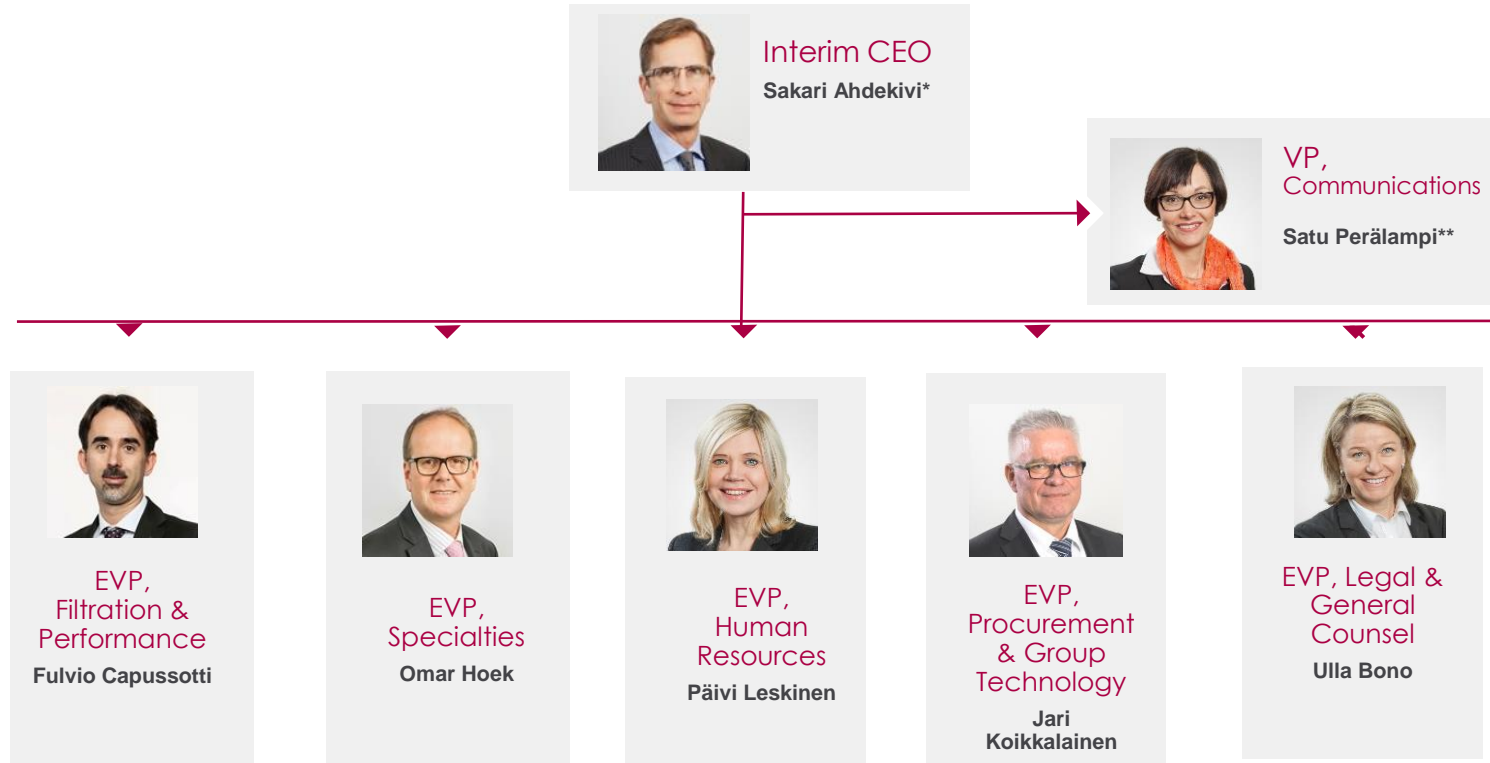 Interim CEO
Sakari Ahdekivi*
VP,
Communications
Satu Perälampi**
EVP,
Filtration &
Performance
Fulvio Capussotti
EVP,
Specialties
Omar Hoek
EVP,
Human
Resources
Päivi Leskinen
EVP,
Procurement
& Group
Technology
Jari
Koikkalainen
EVP, Legal &
General
Counsel
Ulla Bono